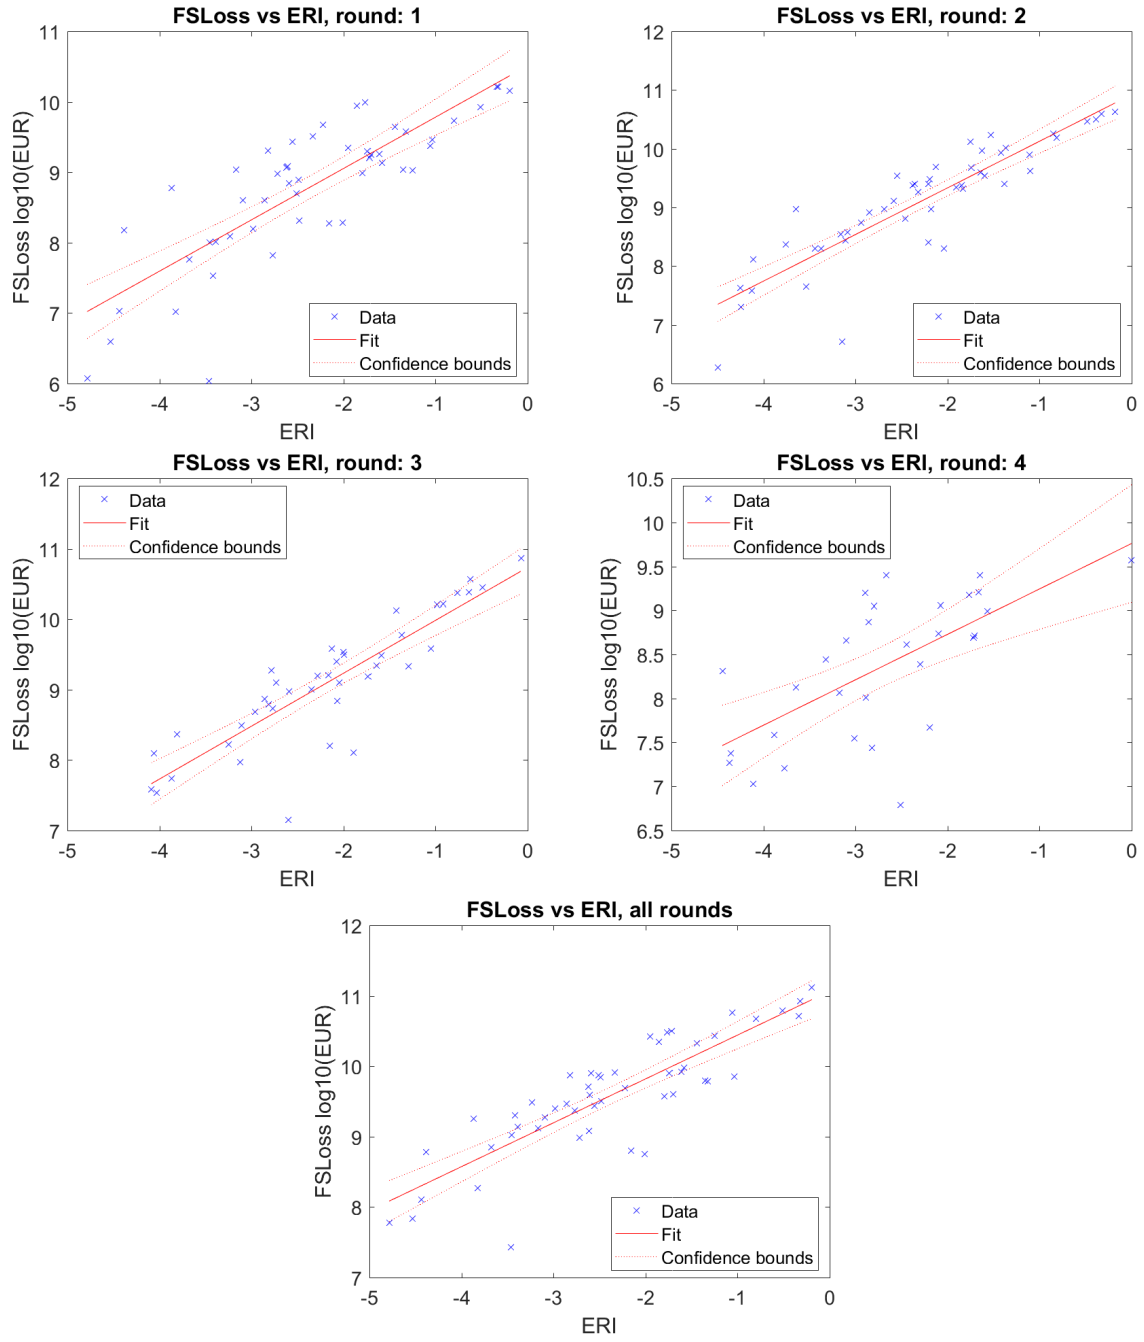 FSLoss vs ERI, round: 1
11
10
9
8
7
6
FSLoss log10(EUR)
-5 -4 -3 -2 -1 0
ERI
Data
Fit
Confidence bounds
FSLoss vs ERI, round: 2
12
11
10
9
8
7
6
FSLoss log10(EUR)
-5 -4 -3 -2 -1 0
ERI
Data
Fit
Confidence bounds
FSLoss vs ERI, round: 3
12
11
10
9
8
7
FSLoss log10(EUR)
-5 -4 -3 -2 -1 0
ERI
Data
Fit
Confidence bounds
FSLoss vs ERI, round: 4
10.5
10
9.5
9
8.5
8
7.5
7
6.5
FSLoss log10(EUR)
-5 -4 -3 -2 -1 0
ERI
Data
Fit
Confidence bounds
FSLoss vs ERI, all rounds
12
11
10
9
8
7
FSLoss log10(EUR)
-5 -4 -3 -2 -1 0
ERI
Data
Fit
Confidence bounds